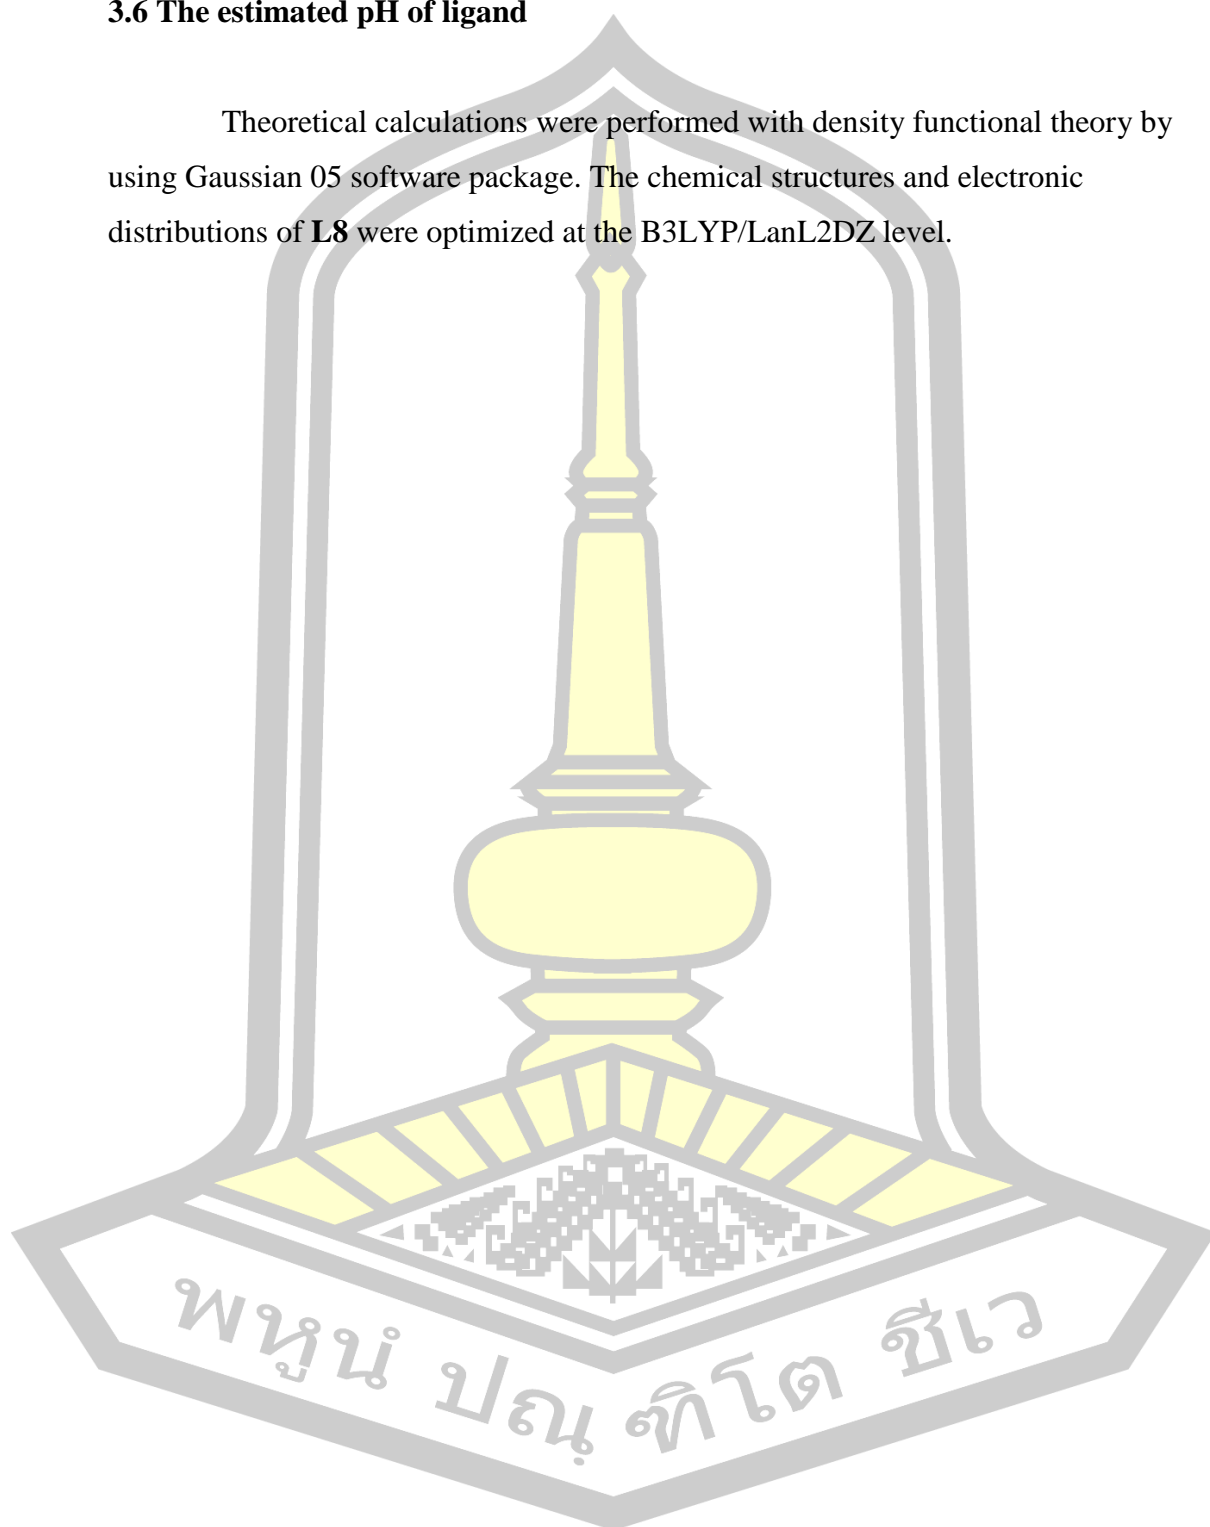 3.6 The estimated pH of ligand
Theoretical calculations were performed with density functional theory by
using Gaussian 05 software package. The chemical structures and electronic
distributions of L8 were optimized at the B3LYP/LanL2DZ level.
พหูนํ ปณฺฑิโต ชีเว